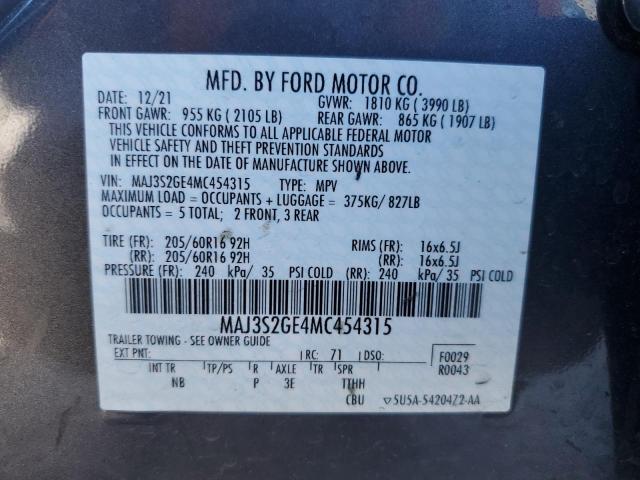 MFD. BY FORD MOTOR CO.
DATE: 12/21 GVWR: 1810 KG ( 3990 LB)
FRONT GAWR: 955 KG ( 2105 LB) REAR GAWR: 865 KG ( 1907 LB)
THIS VEHICLE CONFORMS TO ALL APPLICABLE FEDERAL MOTOR
VEHICLE SAFETY AND THEFT PREVENTION STANDARDS
IN EFFECT ON THE DATE OF MANUFACTURE SHOWN ABOVE.
VIN: MAJ3S2GE4MC454315 TYPE: MPV
MAXIMUM LOAD = OCCUPANTS + LUGGAGE = 375KG/ 827LB
OCCUPANTS = 5 TOTAL; 2 FRONT, 3 REAR
TIRE (FR): 205/60R16 92H RIMS (FR): 16x6.5J
(RR): 205/60R16 92H (RR): 16x6.5J
PRESSURE (FR): 240 kPa/ 35 PSI COLD (RR): 240 kPa/ 35 PSI COLD
MAJ3S2GE4MC454315
TRAILER TOWING - SEE OWNER GUIDE
EXT PNT: RC: 71 DSO: F0029
INT TR TP/PS R AXLE TR SPR R0043
NB P 3E TTHH
CBU 5U5A-5420472-AA